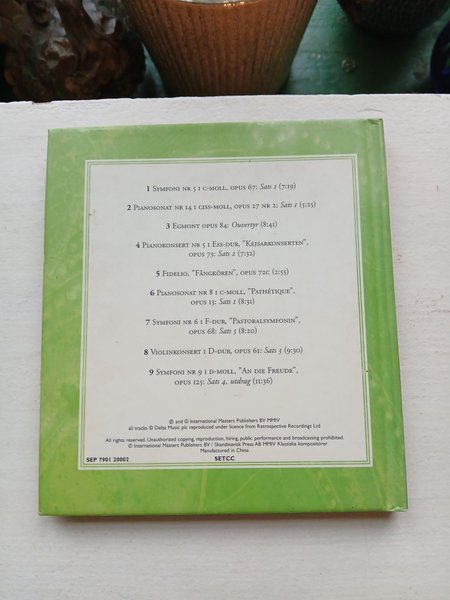 1 Symfoni nr 5 i c-moll, opus 67: Sats 1 (7:19)
2 Pianosonat nr 14 i ciss-moll, opus 27 nr 2: Sats 1 (5:25)
3 Egmont opus 84: Ouvertyr (8:41)
4 Pianokonsert nr 5 i Ess-dur, "Kejsarkonserten",
opus 73: Sats 2 (7:32)
5 Fidelio, "Fångkören", opus 72c (2:55)
6 Pianosonat nr 8 i c-moll, "Pathétique",
opus 13: Sats 1 (8:31)
7 Symfoni nr 6 i F-dur, "Pastoralsymfonin",
opus 68: Sats 5 (8:20)
8 Violinkonsert i D-dur, opus 61: Sats 3 (9:30)
9 Symfoni nr 9 i d-moll, "An die Freude",
opus 125: Sats 4, utdrag (11:36)
℗ and © International Masters Publishers BV MMIV
all tracks © Delta Music plc reproduced under licence from Retrospective Recordings Ltd
All rights reserved. Unauthorized copying, reproduction, hiring, public performance and broadcasting prohibited.
© International Masters Publishers BV / Skandinavisk Press AB MMIV Klassiska kompositörer
Manufactured in China
SEP 7901 20002 SETCC